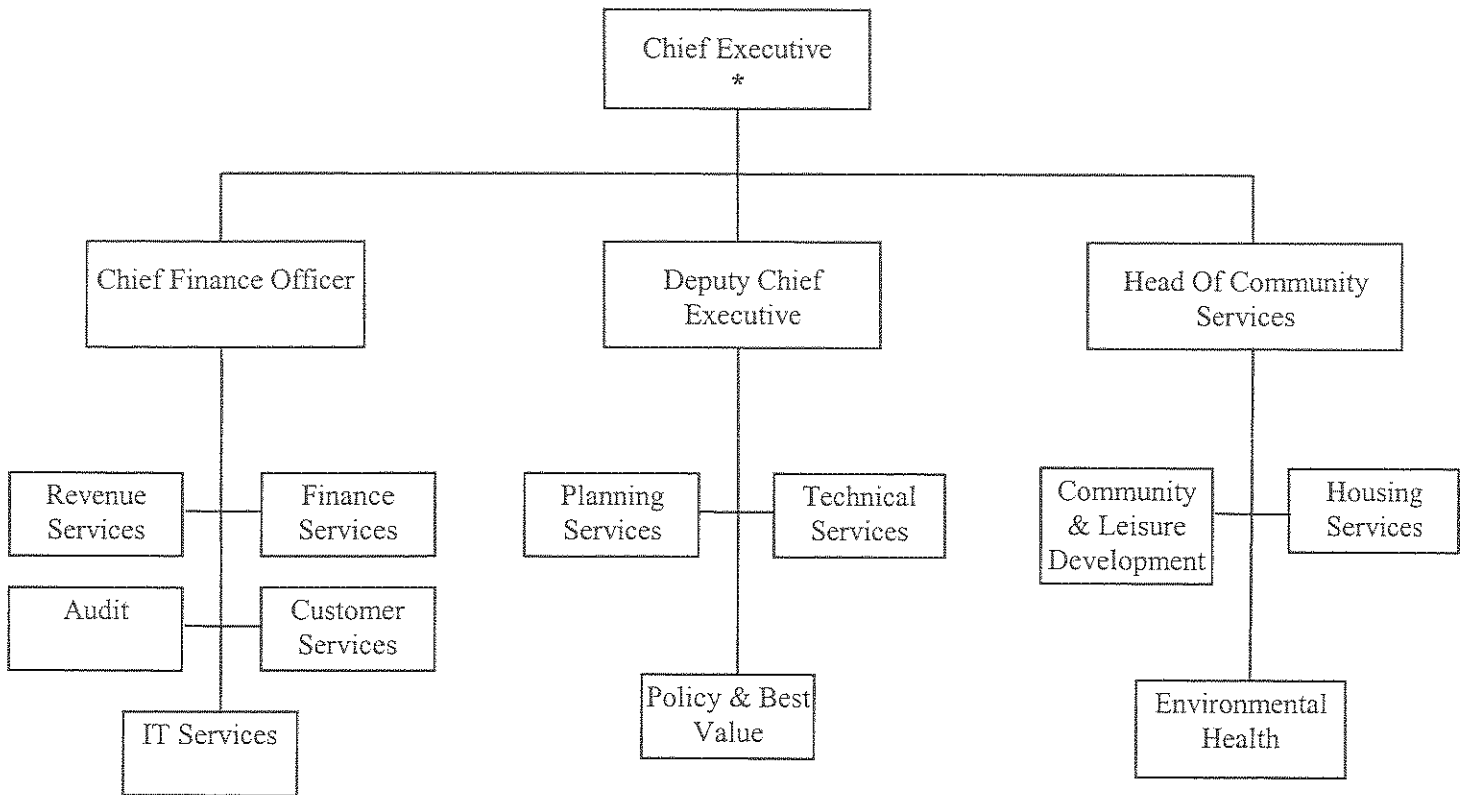 Chief Executive
*
Chief Finance Officer
Deputy Chief
Executive
Head Of Community
Services
Revenue
Services
Finance
Services
Planning
Services
Technical
Services
Community
& Leisure
Development
Housing
Services
Audit
Customer
Services
IT Services
Policy & Best
Value
Environmental
Health